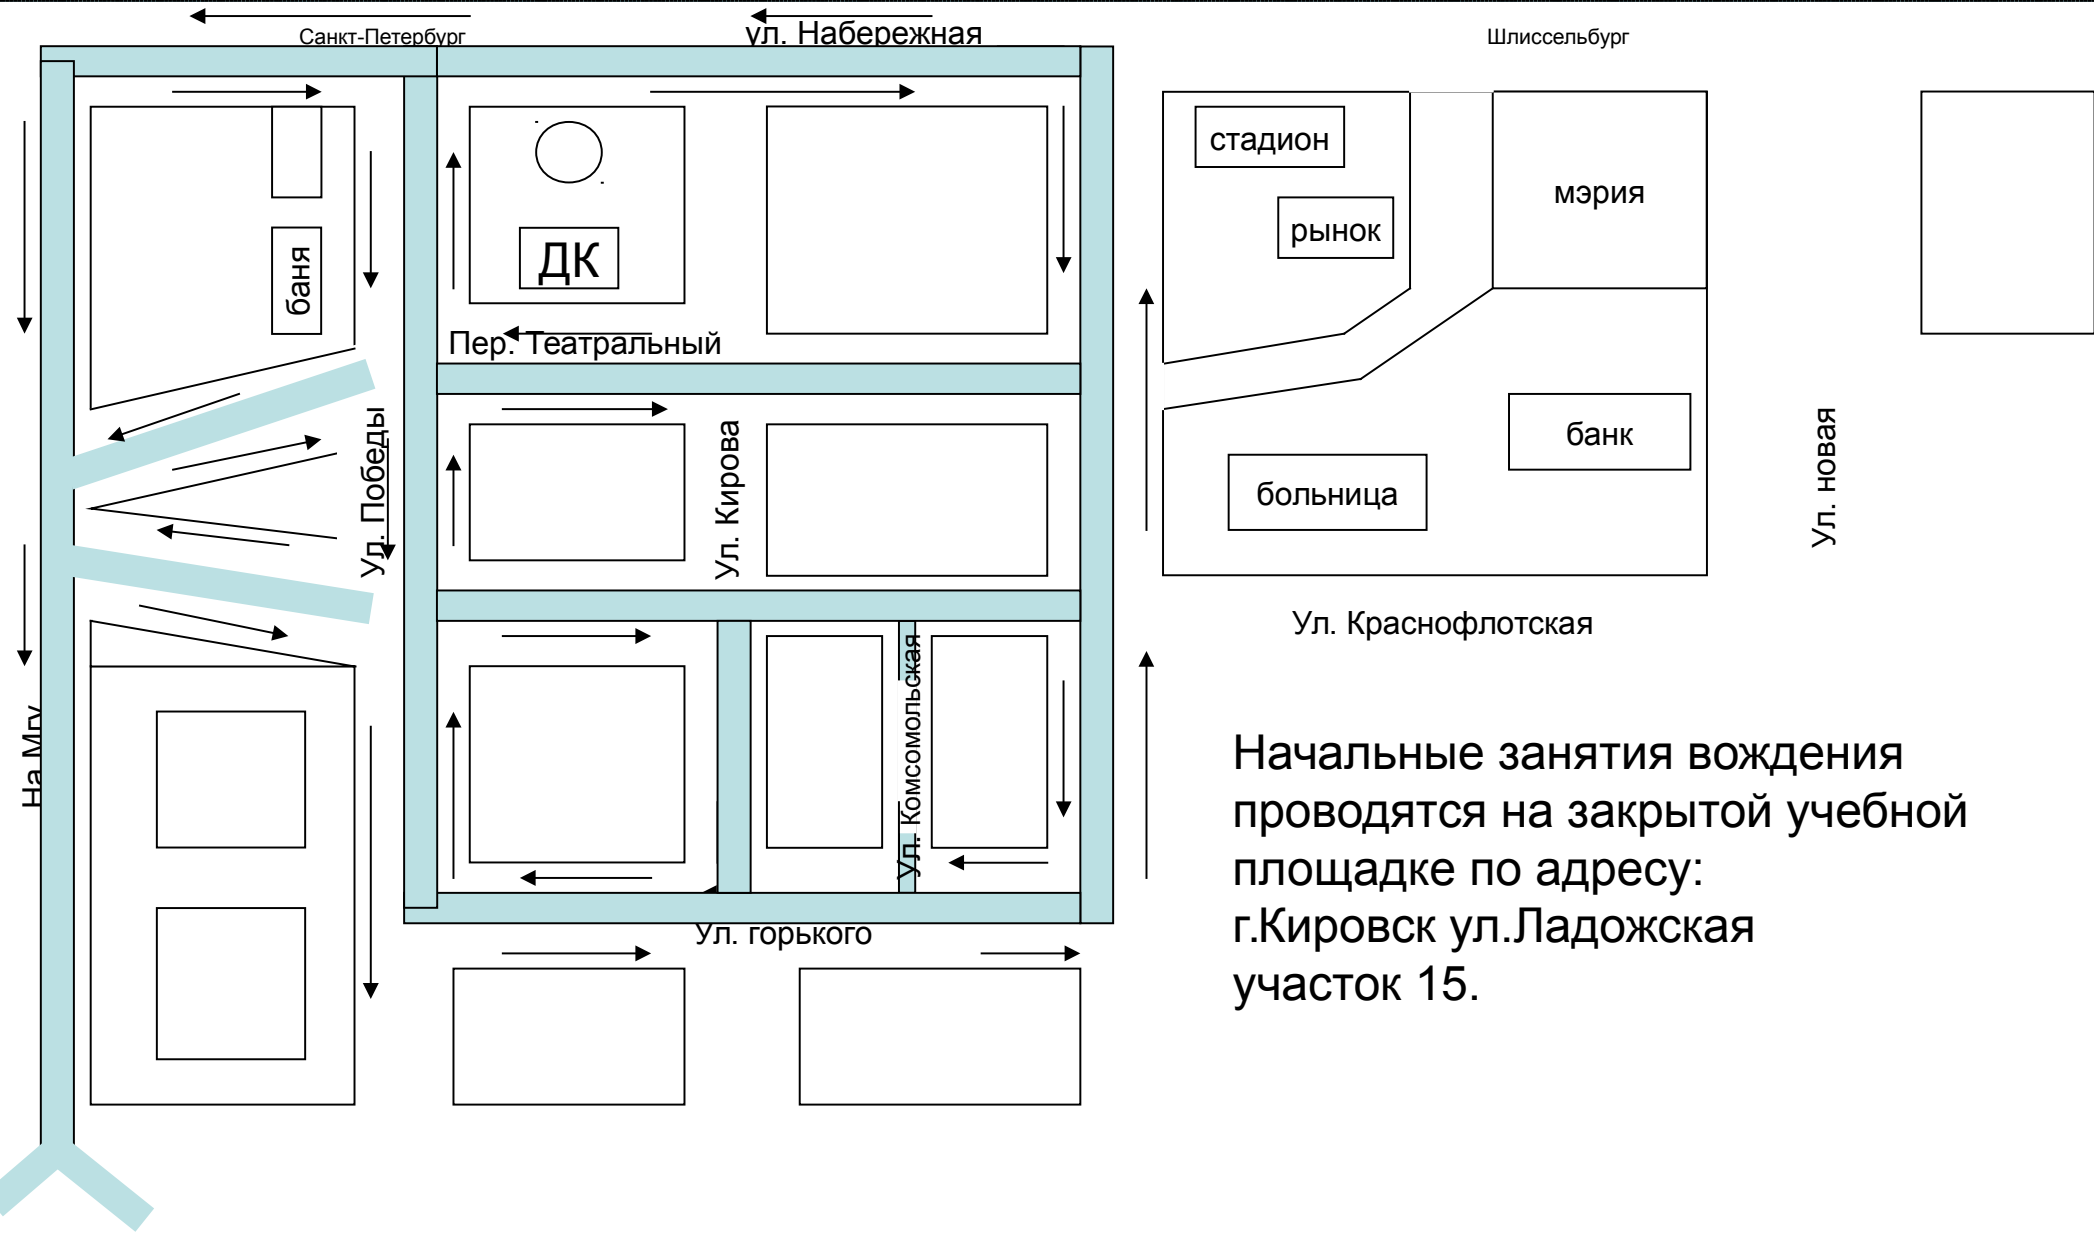 Санкт-Петербург
ул. Набережная
Шлиссельбург
стадион
мэрия
рынок
баня
ДК
Пер. Театральный
Ул. Победы
Ул. Кирова
банк
больница
Ул. новая
Ул. Краснофлотская
На Мгу
Ул. Комсомольская
Начальные занятия вождения
проводятся на закрытой учебной
площадке по адресу:
г.Кировск ул.Ладожская
участок 15.
Ул. горького